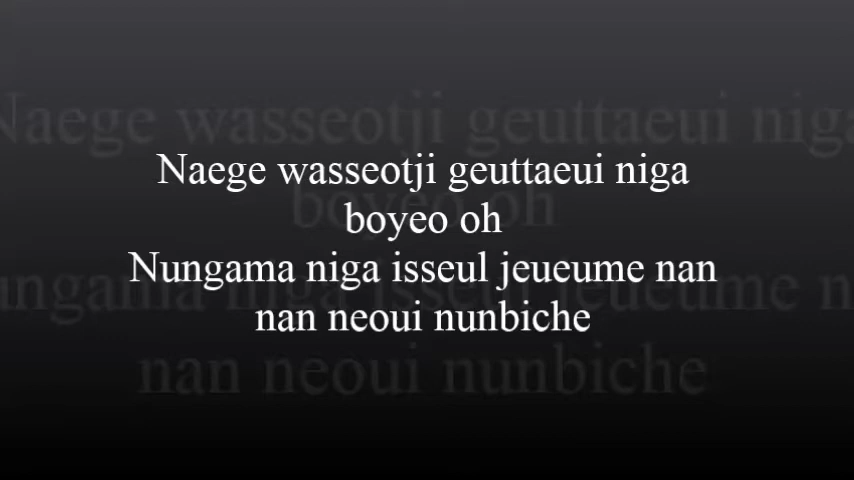 Naege wasseotji geuttaeui niga
boyeo oh
Nungama niga isseul jeueume nan
nan neoui nunbiche